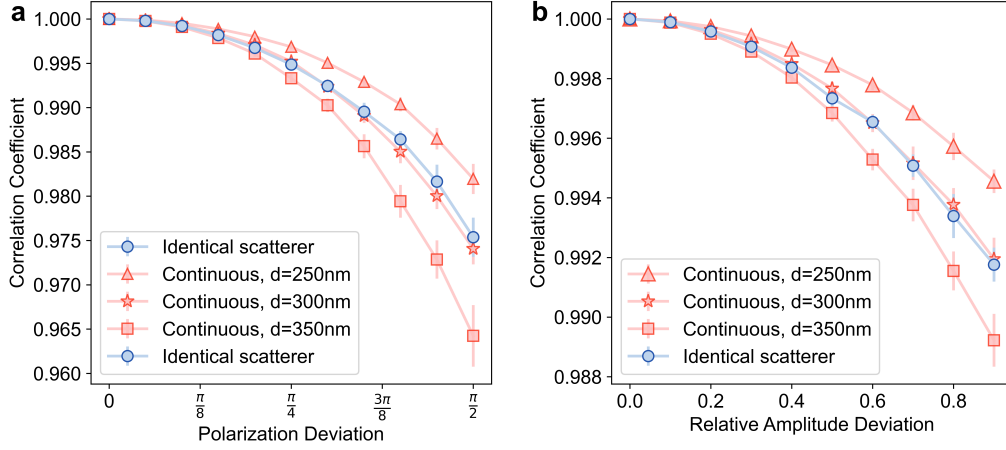 a
Correlation Coefficient
1.000
0.995
0.990
0.985
0.980
0.975
0.970
0.965
0.960
Identical scatterer
Continuous, d=250nm
Continuous, d=300nm
Continuous, d=350nm
Identical scatterer
0 π/8 π/4 3π/8 π/2
Polarization Deviation
b
Correlation Coefficient
1.000
0.998
0.996
0.994
0.992
0.990
0.988
Continuous, d=250nm
Continuous, d=300nm
Continuous, d=350nm
Identical scatterer
0.0 0.2 0.4 0.6 0.8
Relative Amplitude Deviation